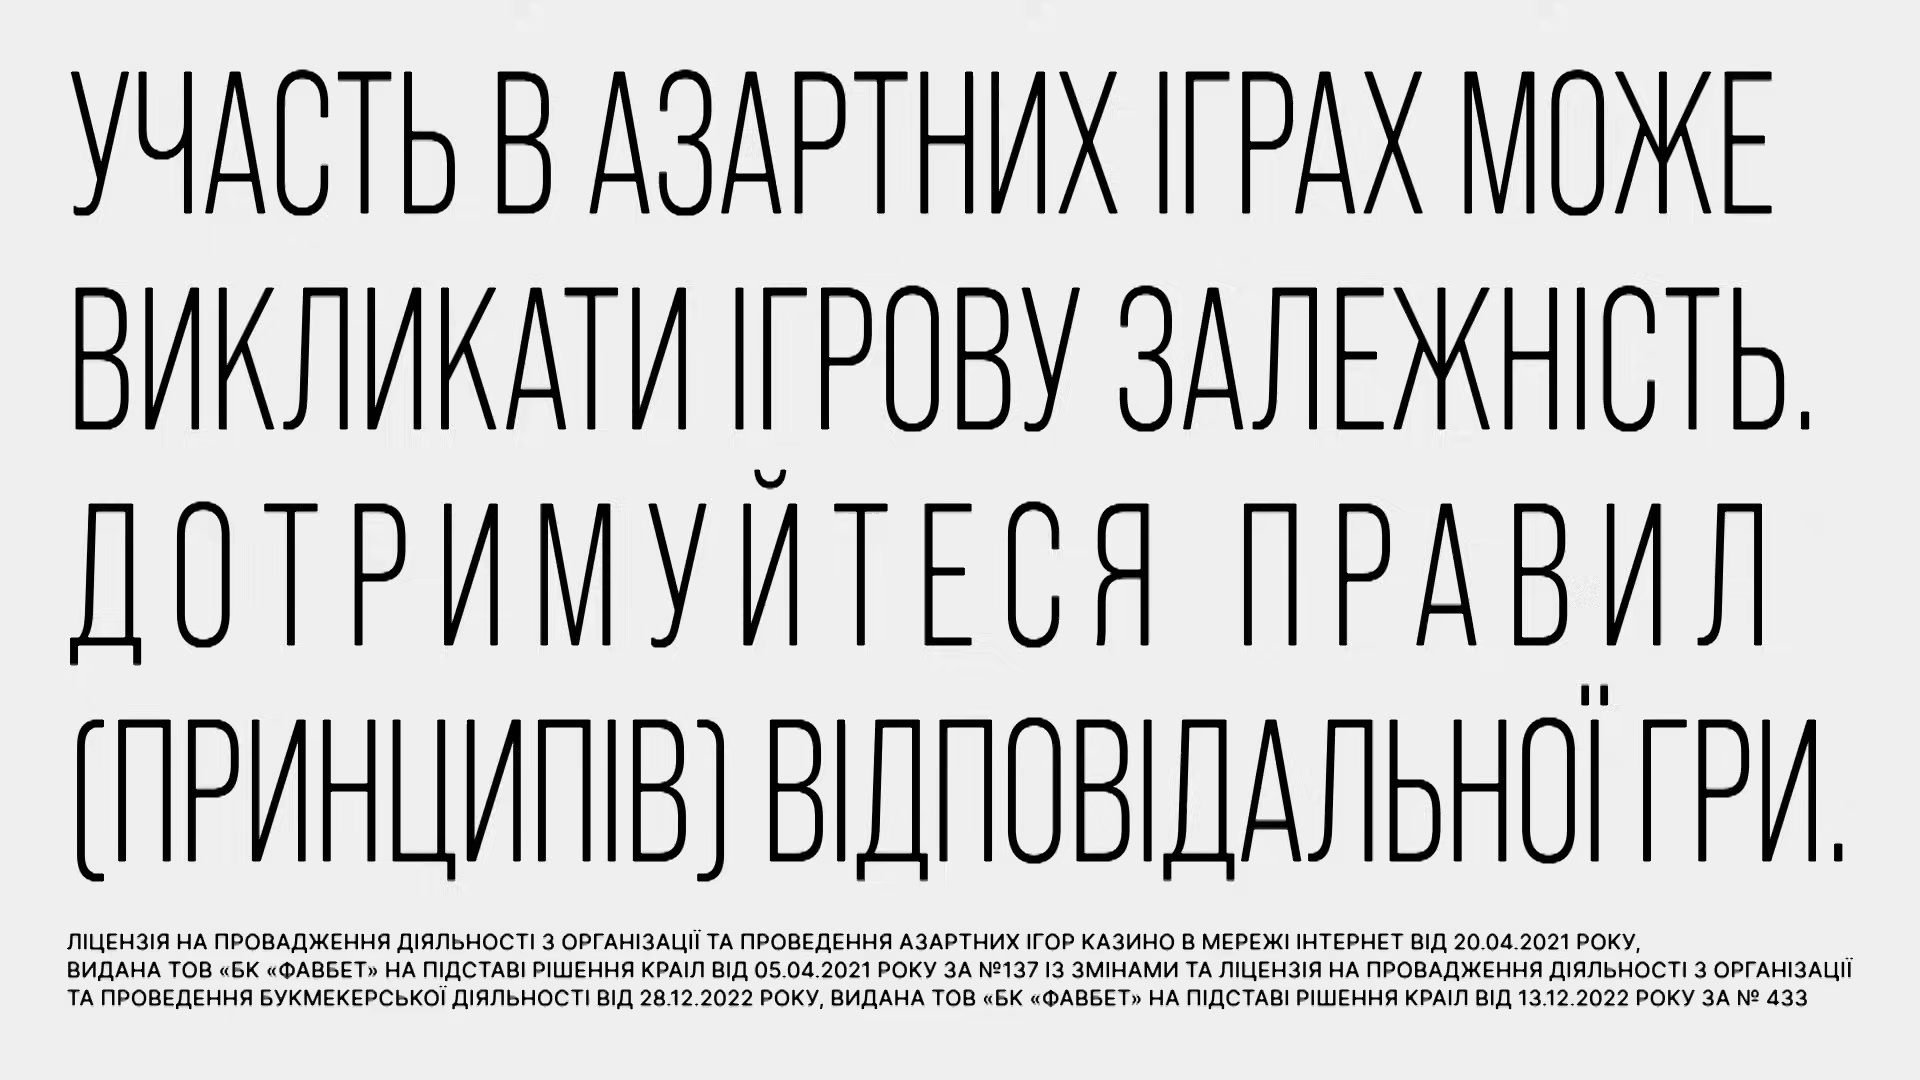 УЧАСТЬ В АЗАРТНИХ ІГРАХ МОЖЕ
ВИКЛИКАТИ ІГРОВУ ЗАЛЕЖНІСТЬ.
ДОТРИМУЙТЕСЯ ПРАВИЛ
(ПРИНЦИПІВ) ВІДПОВІДАЛЬНОЇ ГРИ.
ЛІЦЕНЗІЯ НА ПРОВАДЖЕННЯ ДІЯЛЬНОСТІ З ОРГАНІЗАЦІЇ ТА ПРОВЕДЕННЯ АЗАРТНИХ ІГОР КАЗИНО В МЕРЕЖІ ІНТЕРНЕТ ВІД 20.04.2021 РОКУ,
ВИДАНА ТОВ «БК «ФАВБЕТ» НА ПІДСТАВІ РІШЕННЯ КРАІЛ ВІД 05.04.2021 РОКУ ЗА №137 ІЗ ЗМІНАМИ ТА ЛІЦЕНЗІЯ НА ПРОВАДЖЕННЯ ДІЯЛЬНОСТІ З ОРГАНІЗАЦІЇ
ТА ПРОВЕДЕННЯ БУКМЕКЕРСЬКОЇ ДІЯЛЬНОСТІ ВІД 28.12.2022 РОКУ, ВИДАНА ТОВ «БК «ФАВБЕТ» НА ПІДСТАВІ РІШЕННЯ КРАІЛ ВІД 13.12.2022 РОКУ ЗА № 433